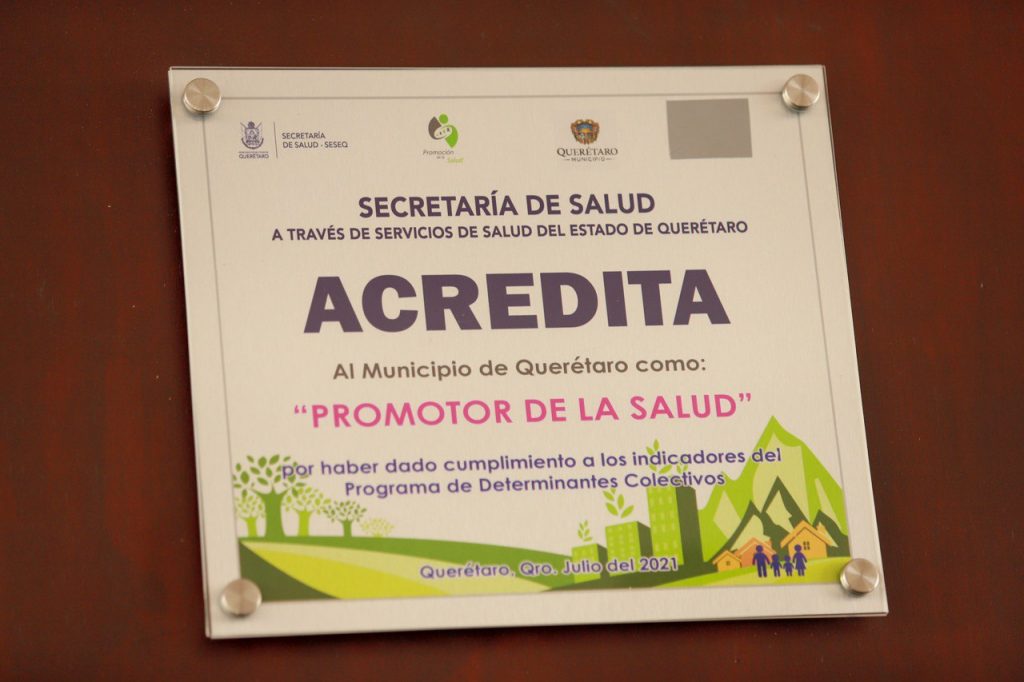 QUERÉTARO
SECRETARÍA
DE SALUD - SESEQ
Promoción
de la
Salud
QUERÉTARO
MUNICIPIO
SECRETARÍA DE SALUD
A TRAVÉS DE SERVICIOS DE SALUD DEL ESTADO DE QUERÉTARO
ACREDITA
Al Municipio de Querétaro como:
“PROMOTOR DE LA SALUD”
por haber dado cumplimiento a los indicadores del
Programa de Determinantes Colectivos
Querétaro, Qro. Julio del 2021